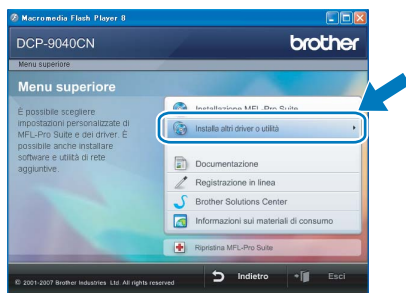 Macromedia Flash Player 8
DCP-9040CN
brother
Menu superiore
Menu superiore
È possibile scegliere
impostazioni personalizzate di
MFL-Pro Suite e dei driver. È
possibile anche installare
software e utilità di rete
aggiuntive.
Installazione MFL-Pro Suite
Installa altri driver o utilità
Documentazione
Registrazione in linea
Brother Solutions Center
Informazioni sui materiali di consumo
Ripristina MFL-Pro Suite
© 2001-2007 Brother Industries Ltd. All rights reserved
Indietro
Esci